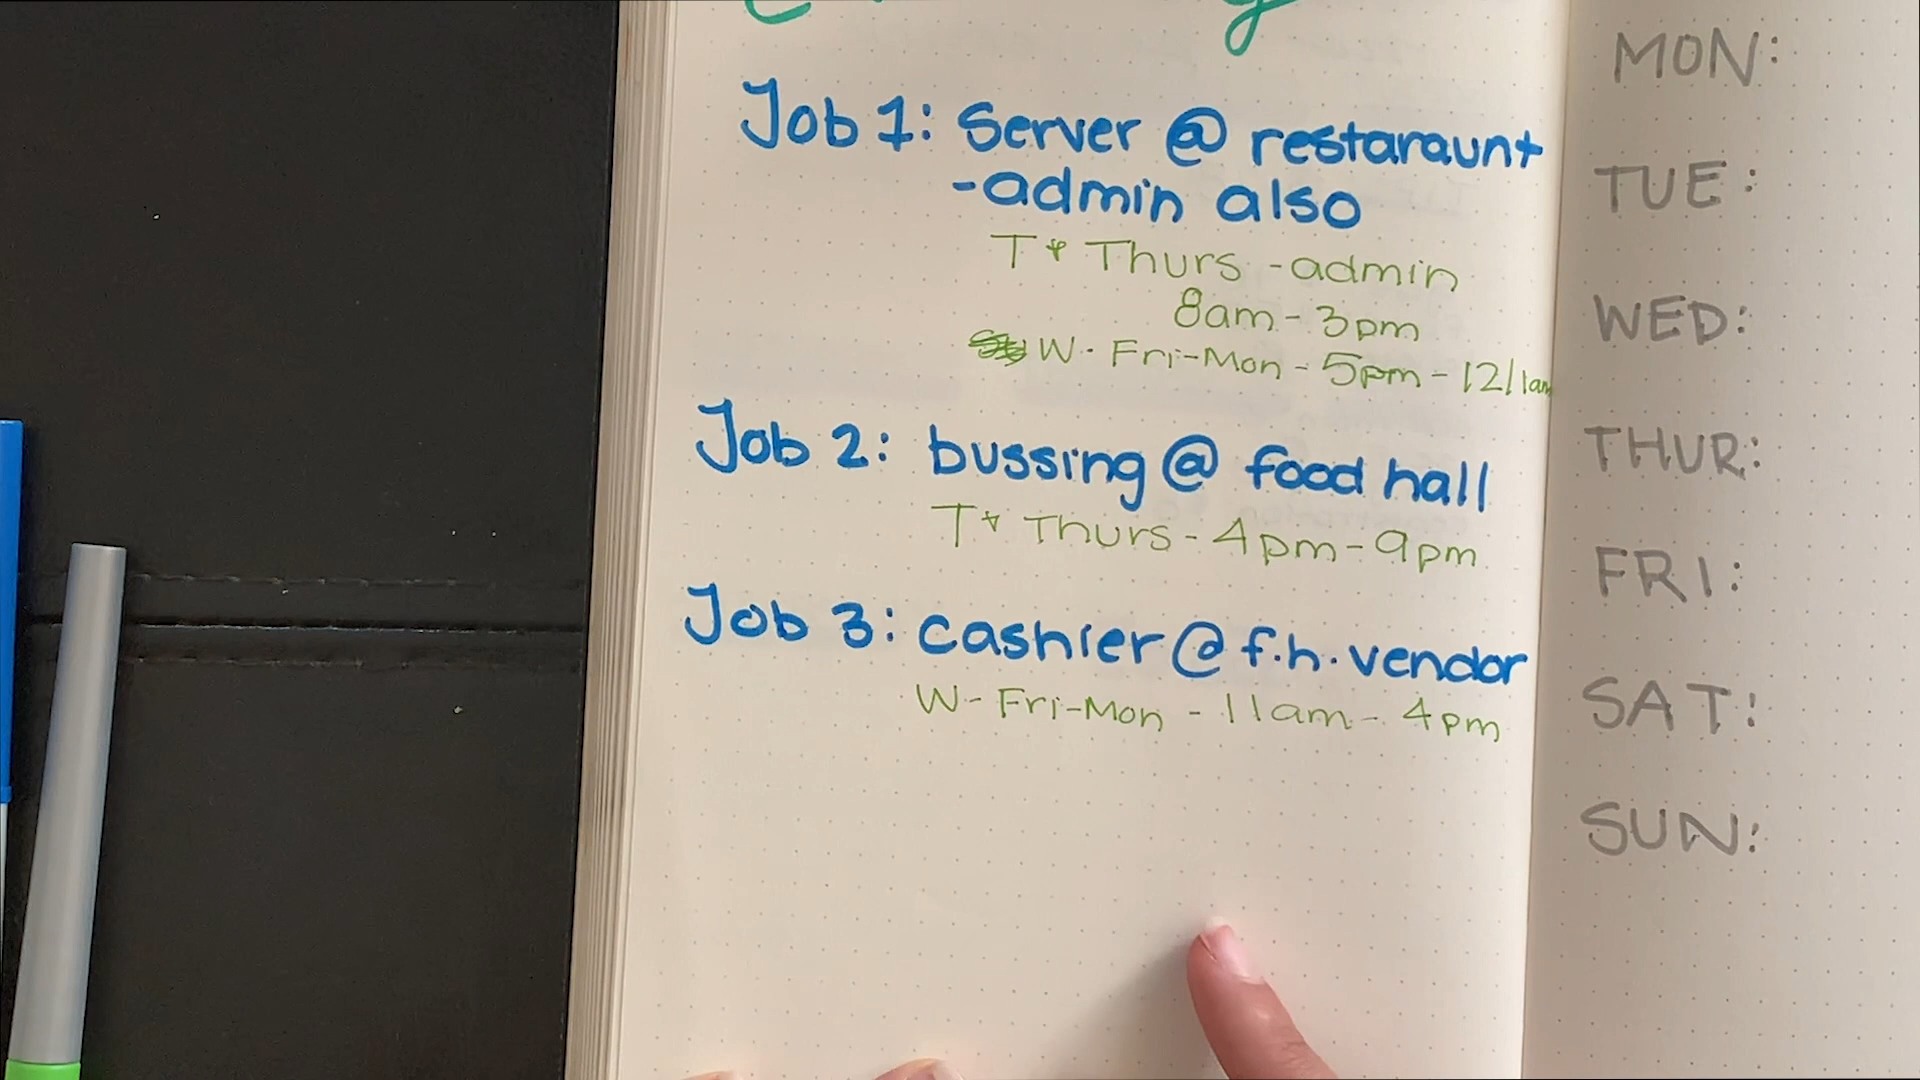 Job 1: Server @ restaraunt
-admin also
T & Thurs - admin
8am - 3pm
W - Fri-Mon - 5pm - 12/1am
Job 2: bussing @ food hall
T & Thurs - 4pm - 9pm
Job 3: cashier @ f.h. vendor
W - Fri-Mon - 11am - 4pm
MON:
TUE:
WED:
THUR:
FRI:
SAT:
SUN: